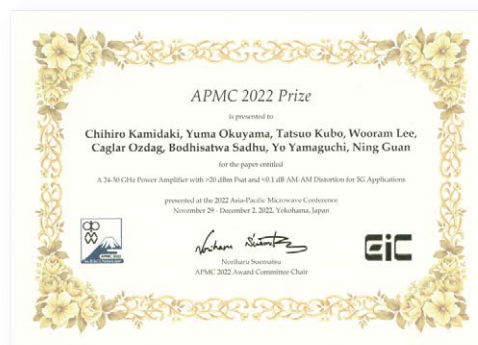 APMC 2022 Prize
is presented to
Chihiro Kamidaki, Yuma Okuyama, Tatsuo Kubo, Wooram Lee,
Caglar Ozdag, Bodhisatwa Sadhu, Yo Yamaguchi, Ning Guan
for the paper entitled
A 24-30 GHz Power Amplifier with >20 dBm Psat and <0.1 dB AM-AM Distortion for 5G Applications
presented at the 2022 Asia-Pacific Microwave Conference
November 29 - December 2, 2022, Yokohama, Japan
Noriharu Suematsu
APMC 2022 Award Committee Chair
APMC 2022
EiC